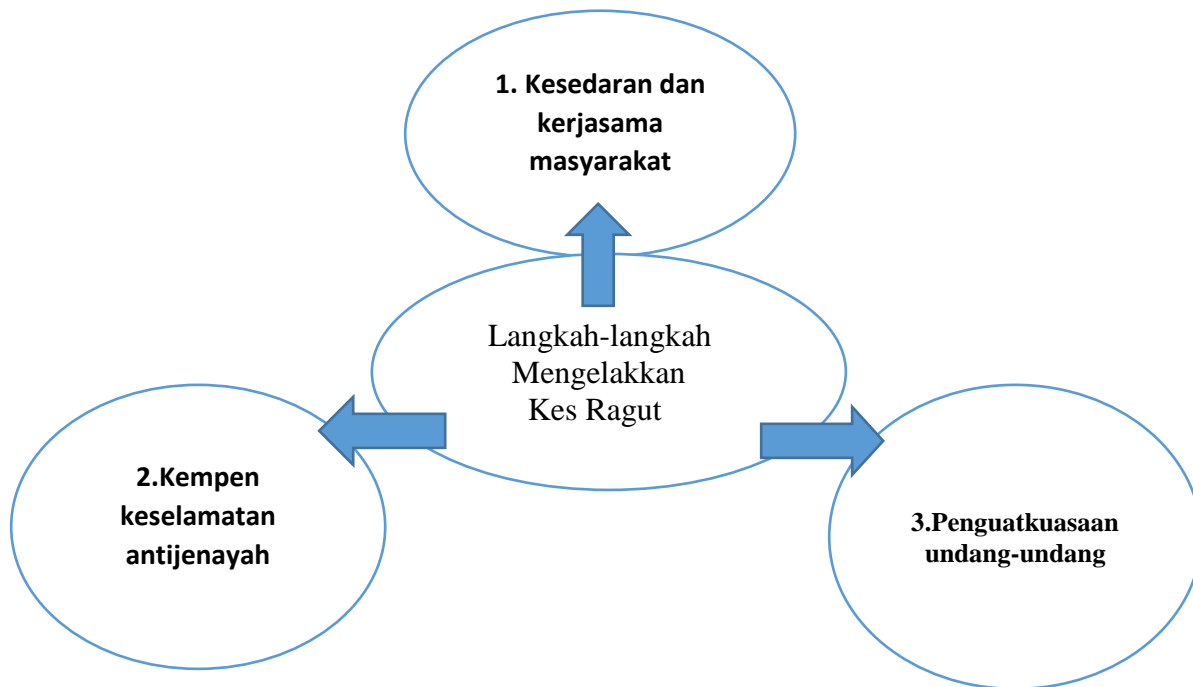 1. Kesedaran dan
kerjasama
masyarakat
Langkah-langkah
Mengelakkan
Kes Ragut
2.Kempen
keselamatan
antijenayah
3.Penguatkuasaan
undang-undang